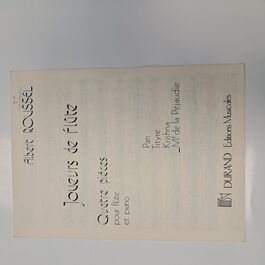 Albert ROUSSEL
Joueurs de flûte
Quatre pièces
pour flûte
et piano
Pan
Tityre
Krishna
_Mr de la Péjaudie
DURAND Editions Musicales